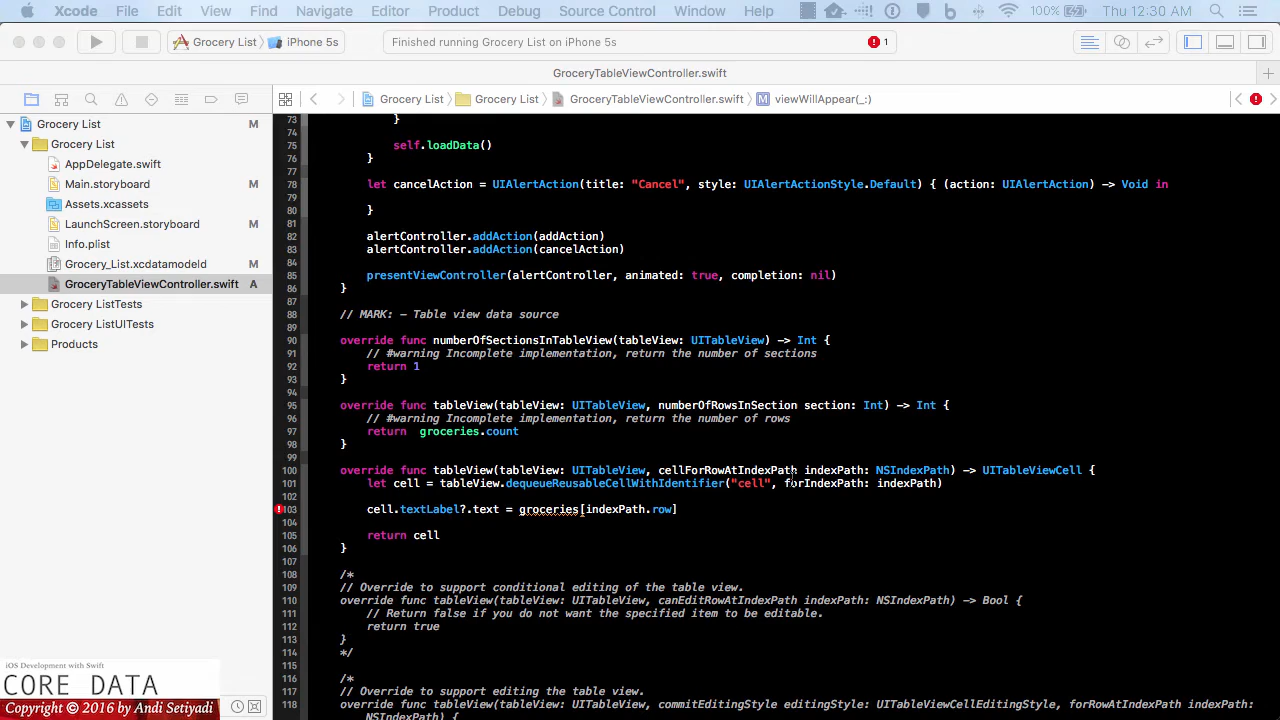 Xcode File Edit View Find Navigate Editor Product Debug Source Control Window Help 100% Thu 12:30 AM
Grocery List iPhone 5s Finished running Grocery List on iPhone 5s 1
GroceryTableViewController.swift
Grocery List Grocery List GroceryTableViewController.swift M viewWillAppear(_:)
Grocery List M
Grocery List
AppDelegate.swift
Main.storyboard M
Assets.xcassets
LaunchScreen.storyboard M
Info.plist
Grocery_List.xcdatamodeld M
GroceryTableViewController.swift A
Grocery ListTests
Grocery ListUITests
Products
73 }
74
75 self.loadData()
76 }
77
78 let cancelAction = UIAlertAction(title: "Cancel", style: UIAlertActionStyle.Default) { (action: UIAlertAction) -> Void in
79
80 }
81
82 alertController.addAction(addAction)
83 alertController.addAction(cancelAction)
84
85 presentViewController(alertController, animated: true, completion: nil)
86 }
87
88 // MARK: - Table view data source
89
90 override func numberOfSectionsInTableView(tableView: UITableView) -> Int {
91 // #warning Incomplete implementation, return the number of sections
92 return 1
93 }
94
95 override func tableView(tableView: UITableView, numberOfRowsInSection section: Int) -> Int {
96 // #warning Incomplete implementation, return the number of rows
97 return groceries.count
98 }
99
100 override func tableView(tableView: UITableView, cellForRowAtIndexPath indexPath: NSIndexPath) -> UITableViewCell {
101 let cell = tableView.dequeueReusableCellWithIdentifier("cell", forIndexPath: indexPath)
102
103 cell.textLabel?.text = groceries[indexPath.row]
104
105 return cell
106 }
107
108 /*
109 // Override to support conditional editing of the table view.
110 override func tableView(tableView: UITableView, canEditRowAtIndexPath indexPath: NSIndexPath) -> Bool {
111 // Return false if you do not want the specified item to be editable.
112 return true
113 }
114 */
115
116 /*
117 // Override to support editing the table view.
118 override func tableView(tableView: UITableView, commitEditingStyle editingStyle: UITableViewCellEditingStyle, forRowAtIndexPath indexPath:
NSIndexPath) {
iOS Development with Swift
CORE DATA
Copyright © 2016 by Andi Setiyadi